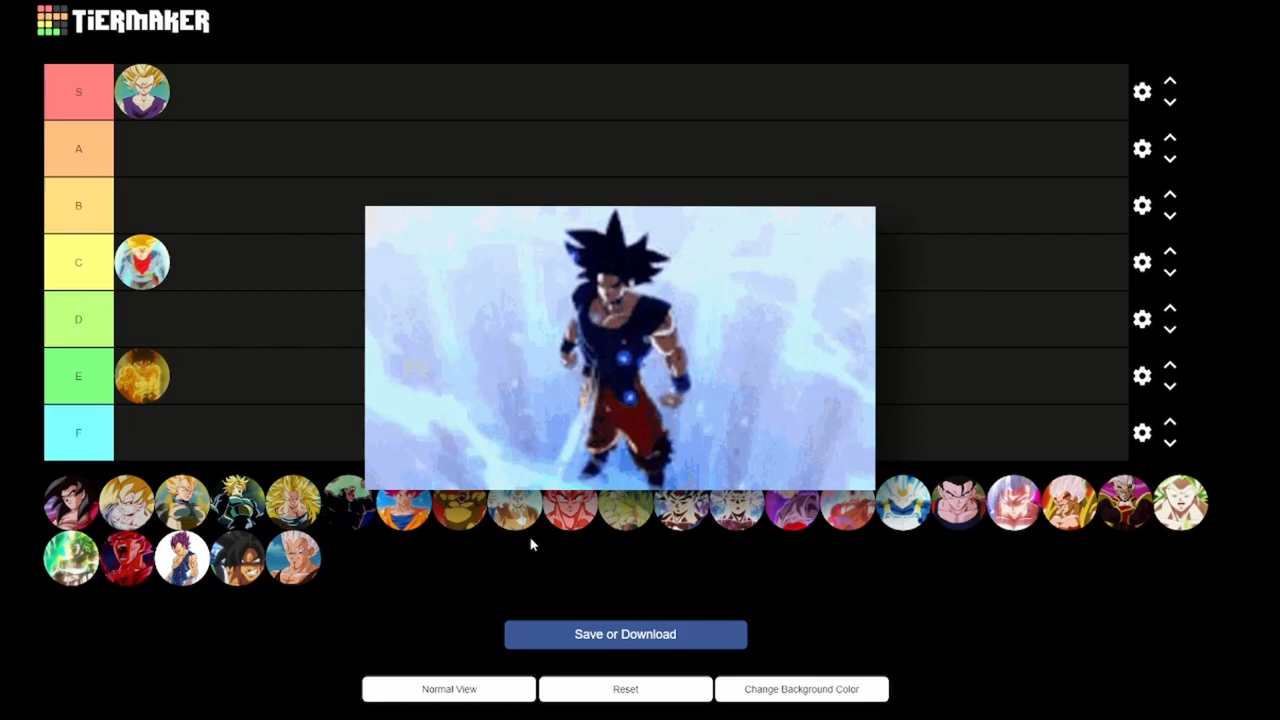 TiERMAKER
S
A
B
C
D
E
F
Save or Download
Normal View
Reset
Change Background Color